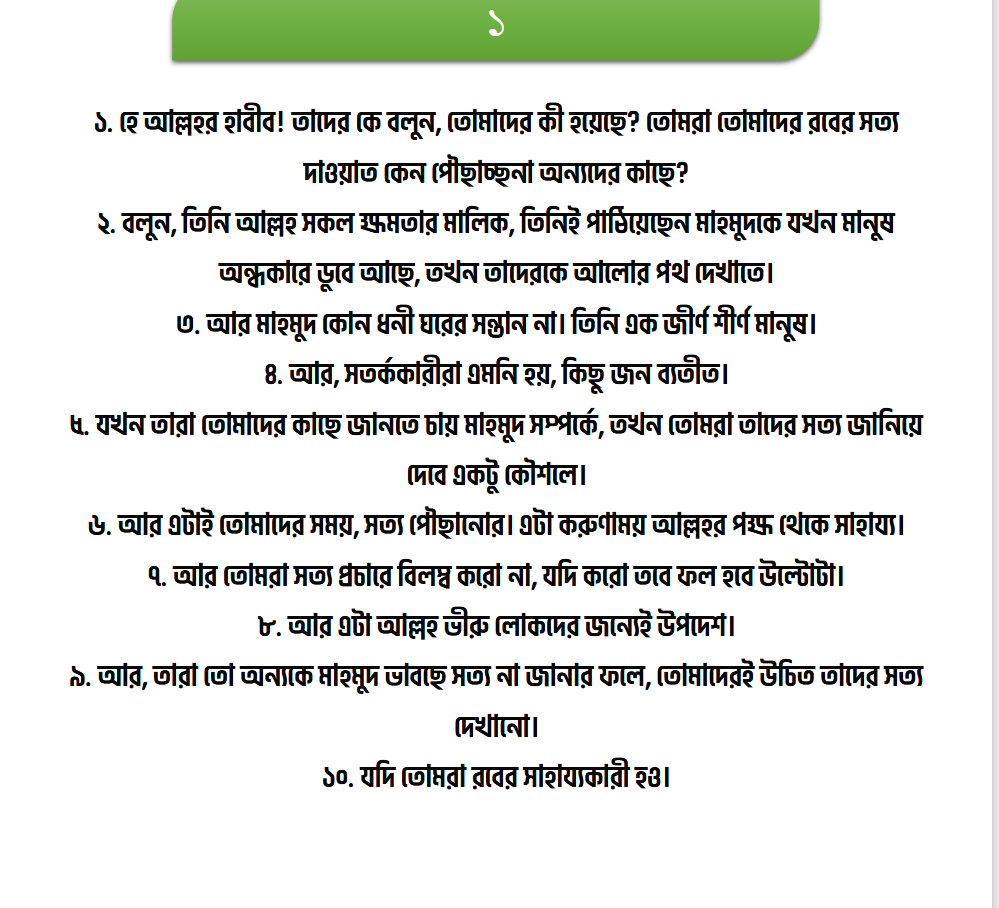 ১
১. হে আল্লহর হাবীব! তাদের কে বলুন, তোমাদের কী হয়েছে? তোমরা তোমাদের রবের সত্য
দাওয়াত কেন পৌছাচ্ছনা অন্যদের কাছে?
২. বলুন, তিনি আল্লহ সকল ক্ষমতার মালিক, তিনিই পাঠিয়েছেন মাহমুদকে যখন মানুষ
অন্ধকারে ডুবে আছে, তখন তাদেরকে আলোর পথ দেখাতে।
৩. আর মাহমুদ কোন ধনী ঘরের সন্তান না। তিনি এক জীর্ণ শীর্ণ মানুষ।
৪. আর, সতর্ককারীরা এমনি হয়, কিছু জন ব্যতীত।
৫. যখন তারা তোমাদের কাছে জানতে চায় মাহমুদ সম্পর্কে, তখন তোমরা তাদের সত্য জানিয়ে
দেবে একটু কৌশলে।
৬. আর এটাই তোমাদের সময়, সত্য পৌছানোর। এটা করুণাময় আল্লহর পক্ষ থেকে সাহায্য।
৭. আর তোমরা সত্য প্রচারে বিলম্ব করো না, যদি করো তবে ফল হবে উল্টোটা।
৮. আর এটা আল্লহ ভীরু লোকদের জন্যেই উপদেশ।
৯. আর, তারা তো অন্যকে মাহমুদ ভাবছে সত্য না জানার ফলে, তোমাদেরই উচিত তাদের সত্য
দেখানো।
১০. যদি তোমরা রবের সাহায্যকারী হও।